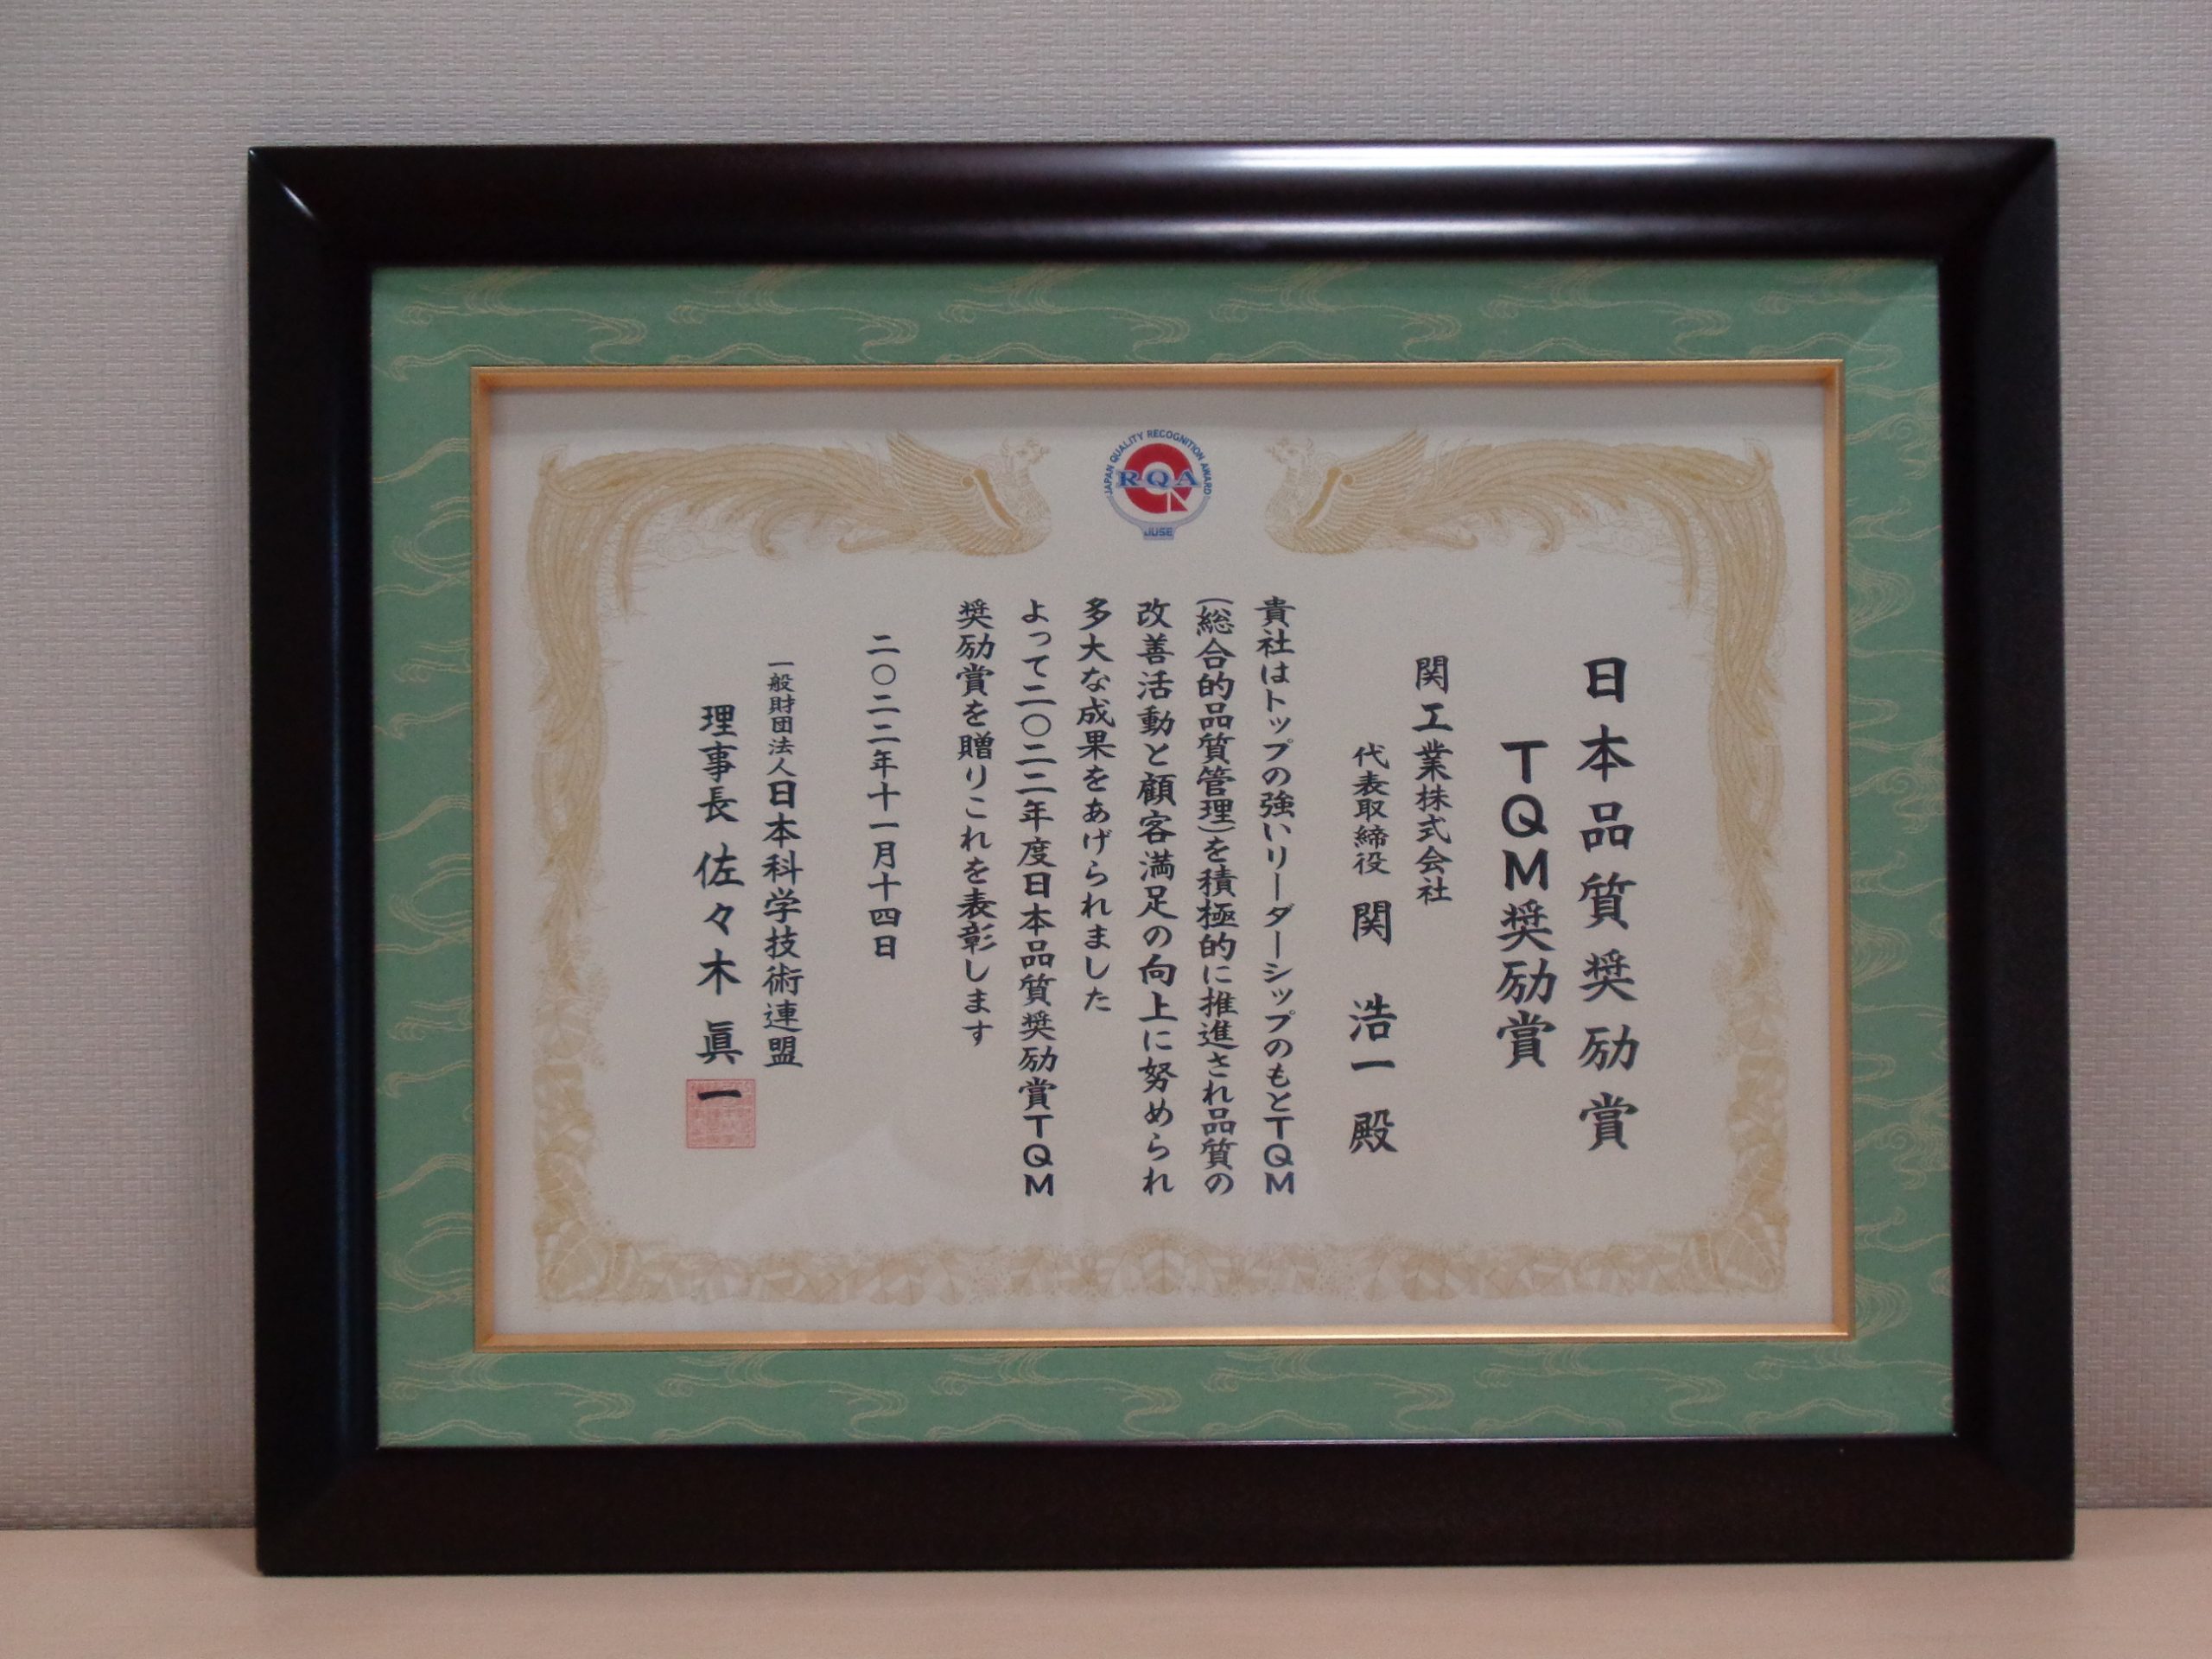 JAPAN QUALITY RECOGNITION AWARD
RQA
JUSE
日本品質奨励賞
TQM奨励賞
関工業株式会社
代表取締役 関 浩一 殿
貴社はトップの強いリーダーシップのもとTQM
(総合的品質管理)を積極的に推進され品質の
改善活動と顧客満足の向上に努められ
多大な成果をあげられました
よって二〇二二年度日本品質奨励賞TQM
奨励賞を贈りこれを表彰します
二〇二二年十一月十四日
一般財団法人日本科学技術連盟
理事長 佐々木 眞一